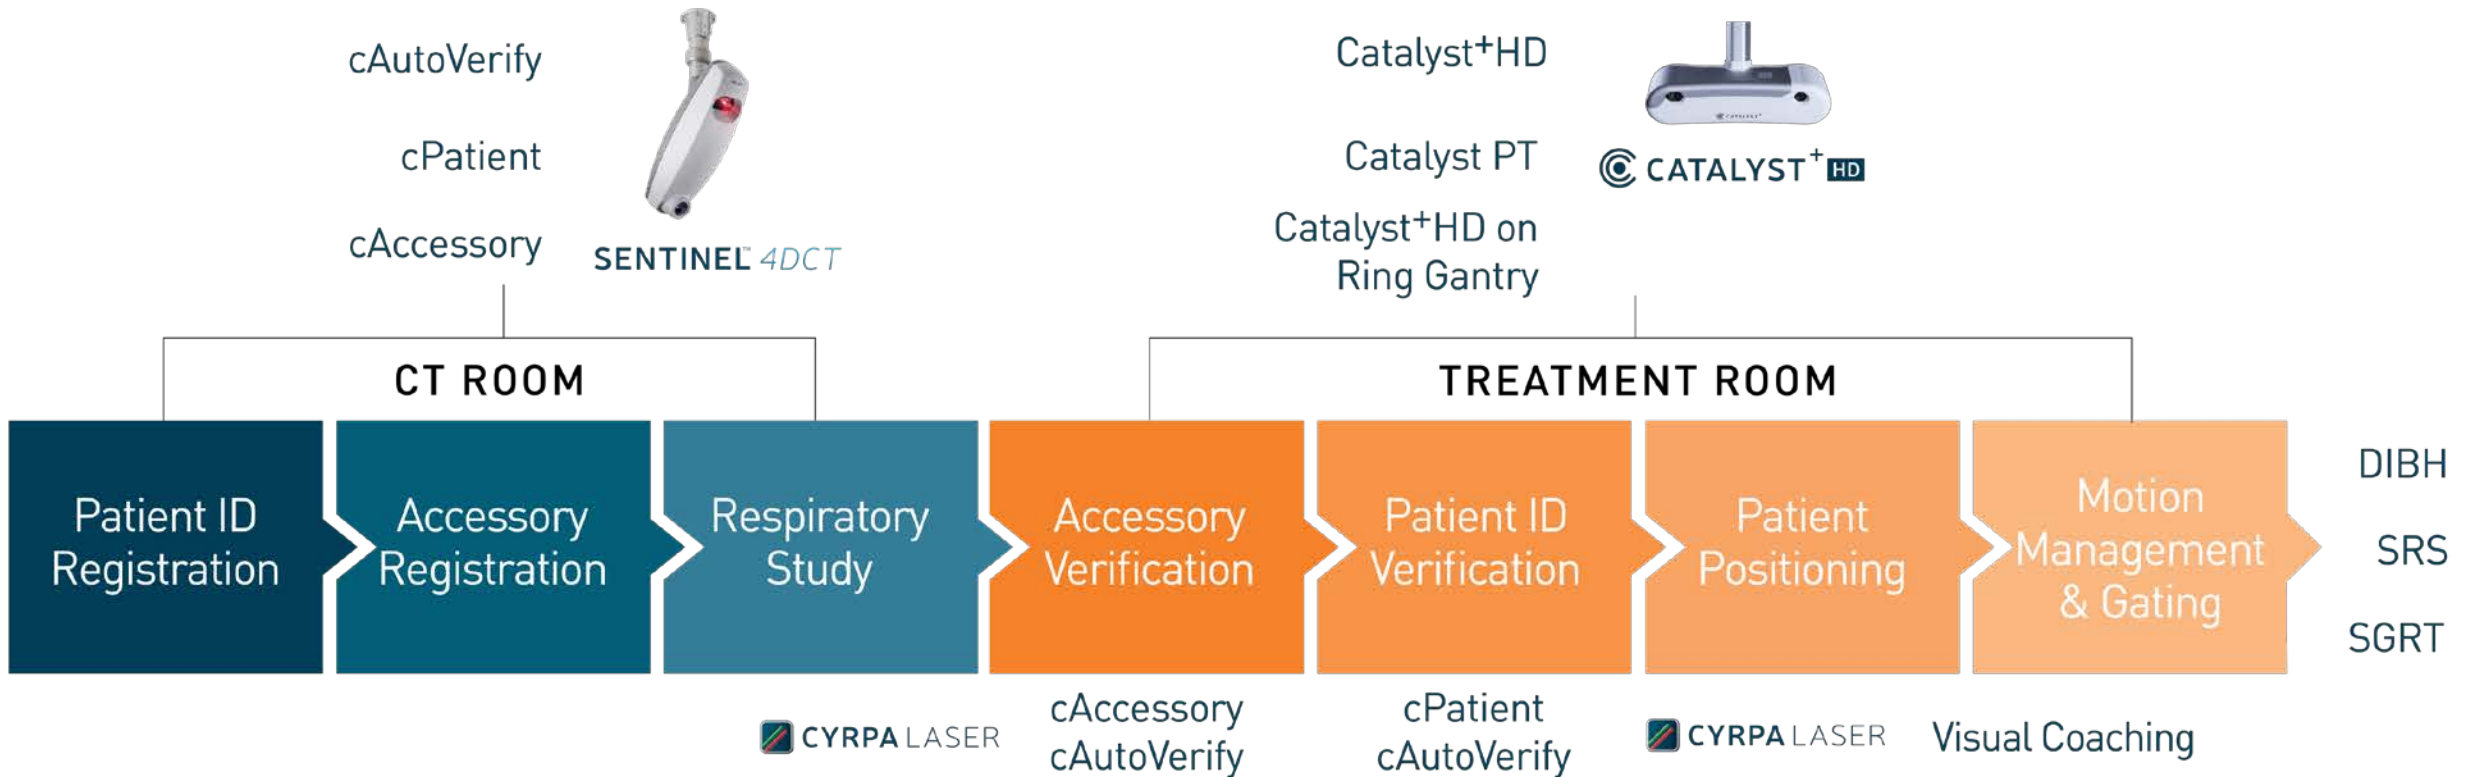 cAutoVerify
cPatient
cAccessory
SENTINEL™ 4DCT
Catalyst+HD
Catalyst PT
Catalyst+HD on
Ring Gantry
CATALYST+
CATALYST+ HD
CT ROOM
TREATMENT ROOM
Patient ID
Registration
Accessory
Registration
Respiratory
Study
Accessory
Verification
Patient ID
Verification
Patient
Positioning
Motion
Management
& Gating
DIBH
SRS
SGRT
CYRPA LASER
cAccessory
cAutoVerify
cPatient
cAutoVerify
CYRPA LASER
Visual Coaching